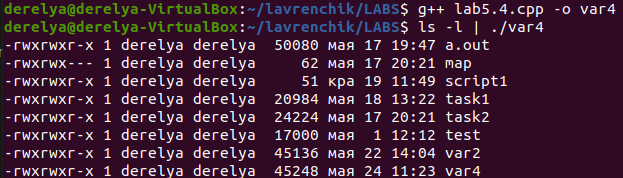 derelya@derelya-VirtualBox:~/lavrenchik/LABS$ g++ lab5.4.cpp -o var4
derelya@derelya-VirtualBox:~/lavrenchik/LABS$ ls -l | ./var4
-rwxrwxr-x 1 derelya derelya  50080 мая 17 19:47 a.out
-rwxrwx--- 1 derelya derelya     62 мая 17 20:21 map
-rwxrwxr-x 1 derelya derelya     51 кра 19 11:49 script1
-rwxrwxr-x 1 derelya derelya  20984 мая 18 13:22 task1
-rwxrwxr-x 1 derelya derelya  24224 мая 17 20:21 task2
-rwxrwxr-x 1 derelya derelya  17000 мая  1 12:12 test
-rwxrwxr-x 1 derelya derelya  45136 мая 22 14:04 var2
-rwxrwxr-x 1 derelya derelya  45248 мая 24 11:23 var4